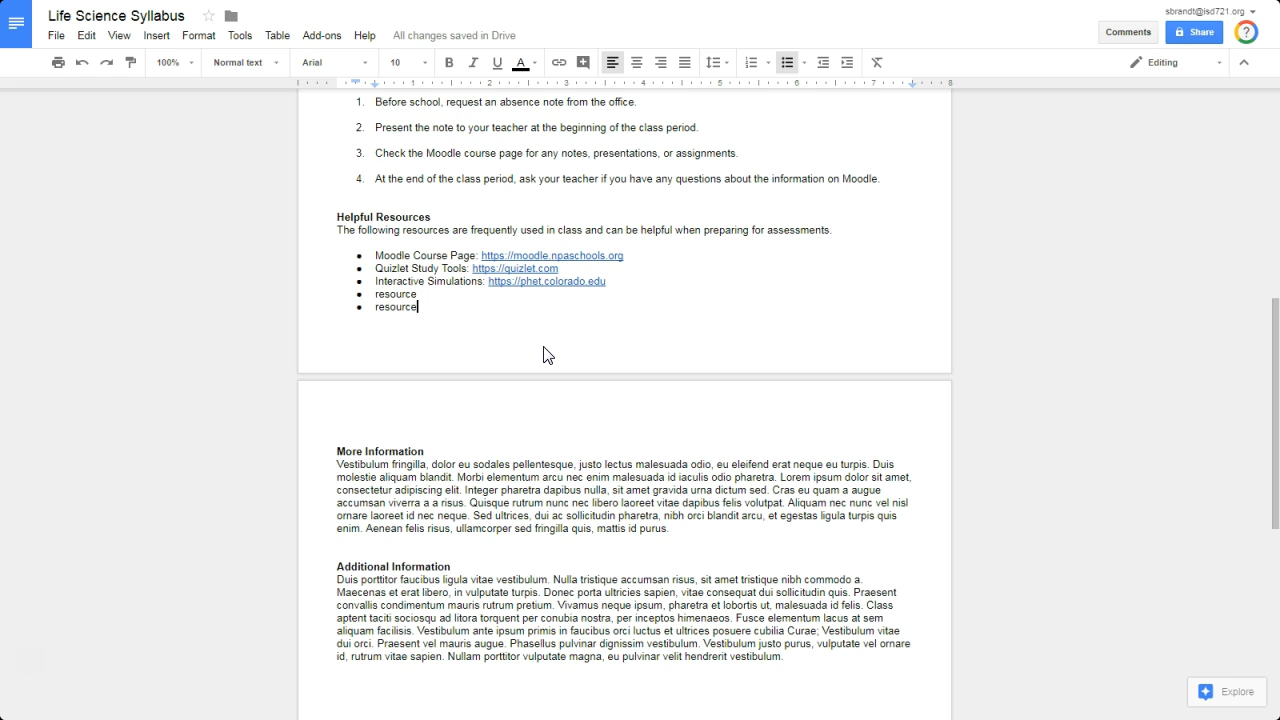 Life Science Syllabus
sbrandt@isd721.org
File Edit View Insert Format Tools Table Add-ons Help All changes saved in Drive
Comments Share ?
100% Normal text Arial 10 B I U A Editing
1 2 3 4 5 6 7 8
1. Before school, request an absence note from the office.
2. Present the note to your teacher at the beginning of the class period.
3. Check the Moodle course page for any notes, presentations, or assignments.
4. At the end of the class period, ask your teacher if you have any questions about the information on Moodle.
Helpful Resources
The following resources are frequently used in class and can be helpful when preparing for assessments.
● Moodle Course Page: https://moodle.npaschools.org
● Quizlet Study Tools: https://quizlet.com
● Interactive Simulations: https://phet.colorado.edu
● resource
● resource
More Information
Vestibulum fringilla, dolor eu sodales pellentesque, justo lectus malesuada odio, eu eleifend erat neque eu turpis. Duis
molestie aliquam blandit. Morbi elementum arcu nec enim malesuada id iaculis odio pharetra. Lorem ipsum dolor sit amet,
consectetur adipiscing elit. Integer pharetra dapibus nulla, sit amet gravida urna dictum sed. Cras eu quam a augue
accumsan viverra a a risus. Quisque rutrum nunc nec libero laoreet vitae dapibus felis volutpat. Aliquam nec nunc vel nisl
ornare laoreet id nec neque. Sed ultrices, dui ac sollicitudin pharetra, nibh orci blandit arcu, et egestas ligula turpis quis
enim. Aenean felis risus, ullamcorper sed fringilla quis, mattis id purus.
Additional Information
Duis porttitor faucibus ligula vitae vestibulum. Nulla tristique accumsan risus, sit amet tristique nibh commodo a.
Maecenas et erat libero, in vulputate turpis. Donec porta ultricies sapien, vitae consequat dui sollicitudin quis. Praesent
convallis condimentum mauris rutrum pretium. Vivamus neque ipsum, pharetra et lobortis ut, malesuada id felis. Class
aptent taciti sociosqu ad litora torquent per conubia nostra, per inceptos himenaeos. Fusce elementum lacus at sem
aliquam facilisis. Vestibulum ante ipsum primis in faucibus orci luctus et ultrices posuere cubilia Curae; Vestibulum vitae
dui orci. Praesent vel mauris augue. Phasellus pulvinar dignissim vestibulum. Vestibulum justo purus, vulputate vel ornare
id, rutrum vitae sapien. Nullam porttitor vulputate magna, eu pulvinar velit hendrerit vestibulum.
Explore